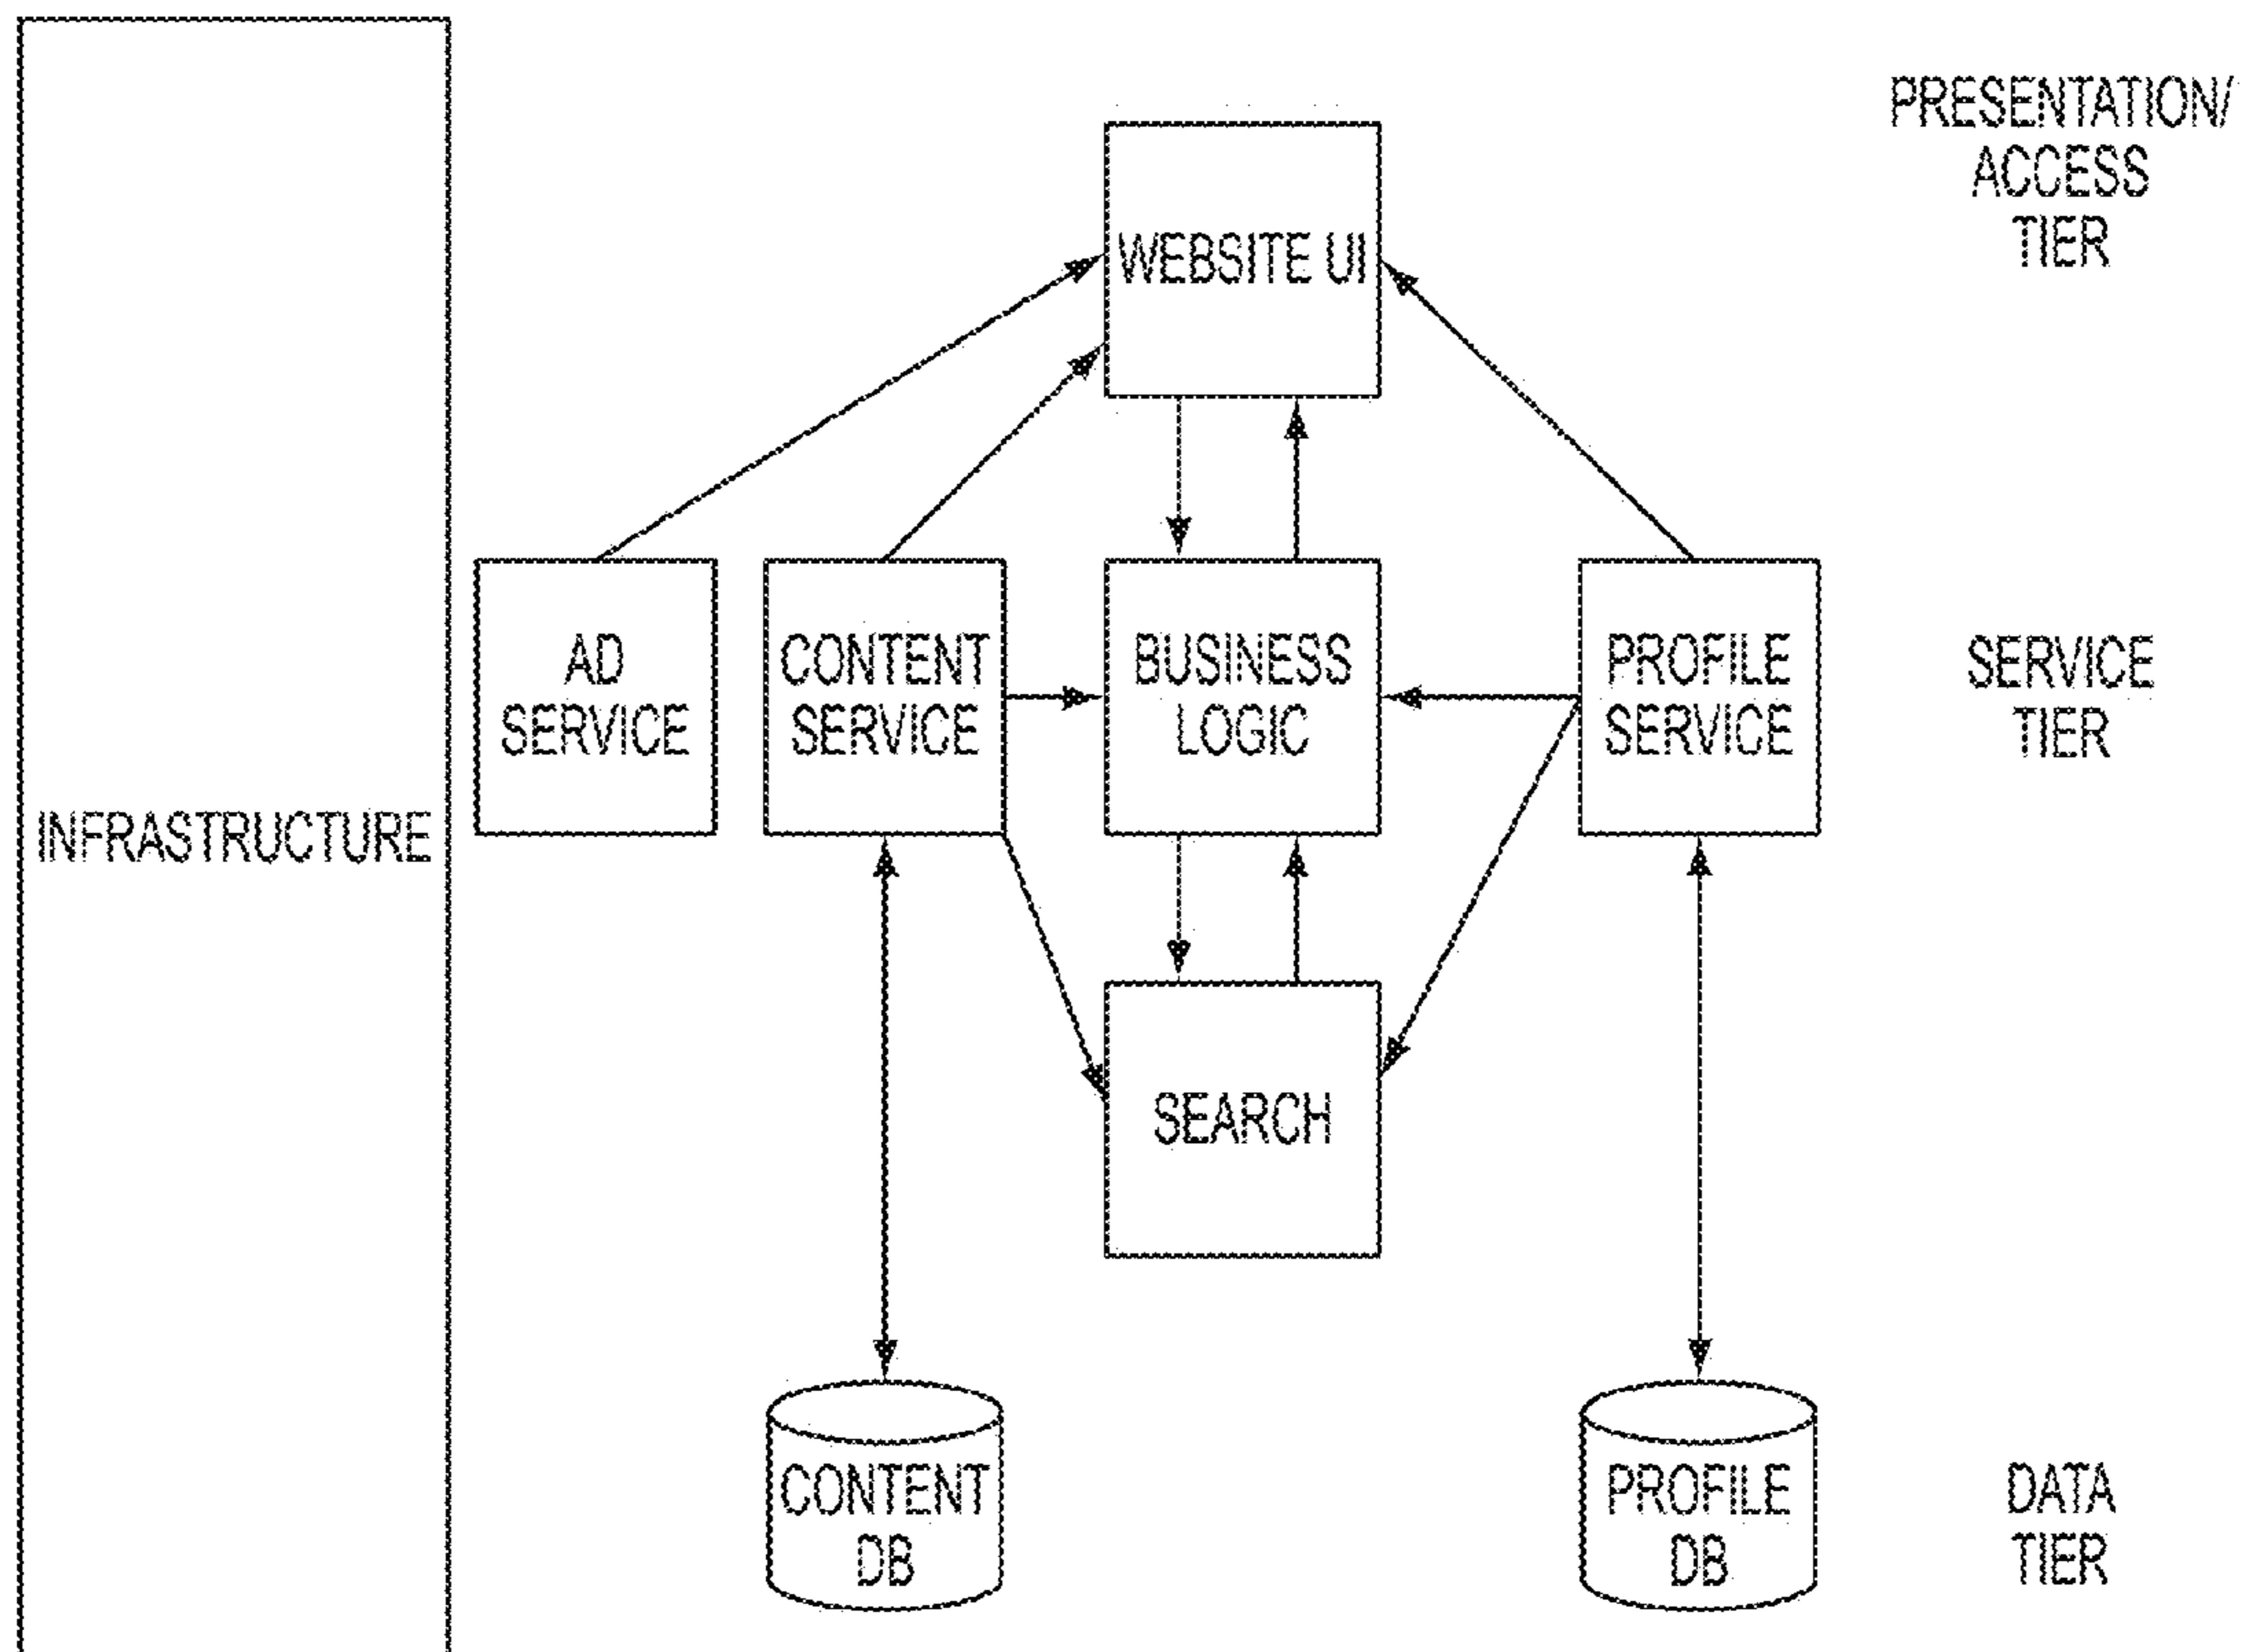 PRESENTATION/
ACCESS
TIER
WEBSITE UI
AD
SERVICE
CONTENT
SERVICE
BUSINESS
LOGIC
PROFILE
SERVICE
SERVICE
TIER
INFRASTRUCTURE
SEARCH
CONTENT
DB
PROFILE
DB
DATA
TIER